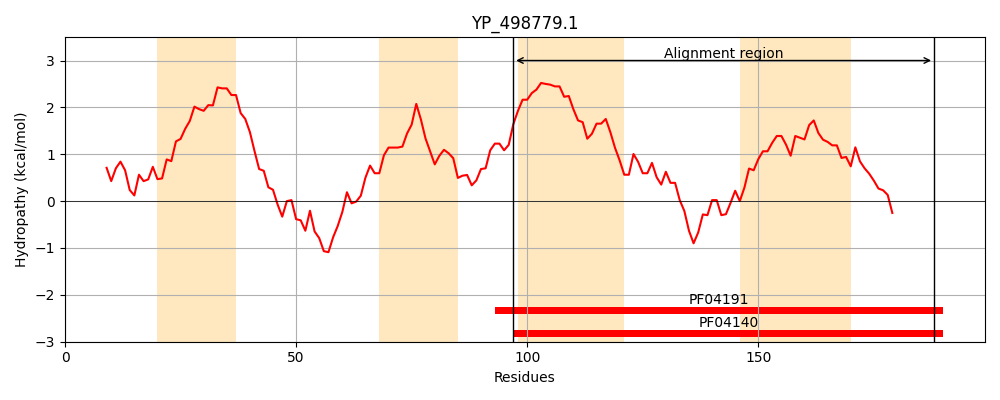 YP_498779.1
Alignment region
3
2
1
0
−1
−2
−3
Hydropathy (kcal/mol)
PF04191
PF04140
0
50
100
150
Residues